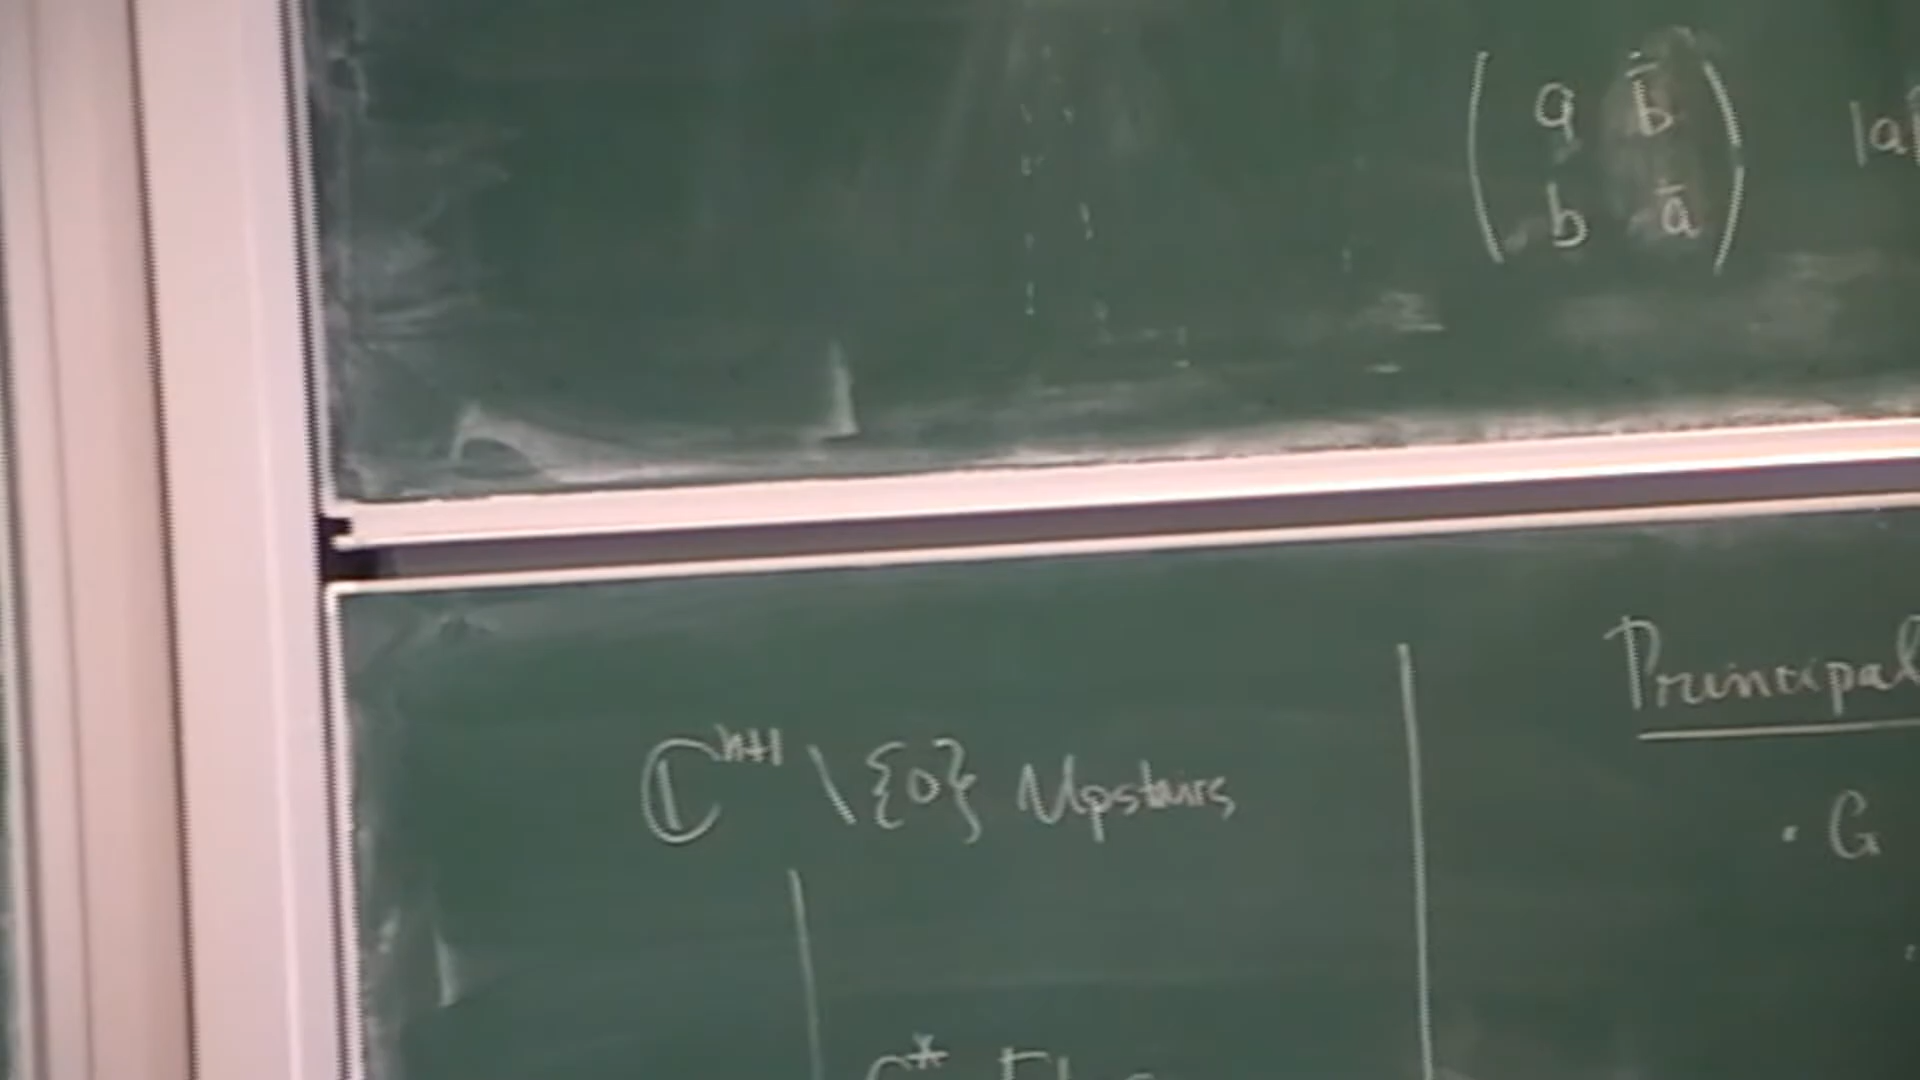 ( a b̄
b ā ) |a|
ℂⁿ⁺¹ \ {0} Upstairs
Principal
· G
ℂ*